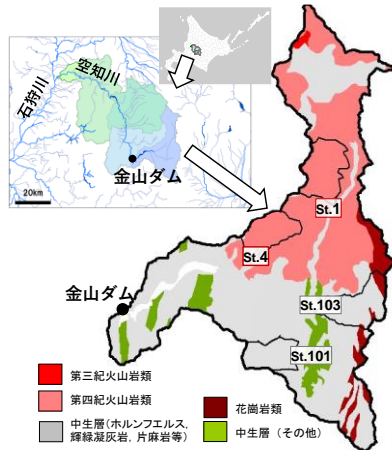 空知川
石狩川
金山ダム
20km
St.1
St.4
金山ダム
St.103
St.101
第三紀火山岩類
第四紀火山岩類
中生層(ホルンフエルス,
輝緑凝灰岩, 片麻岩等)
花崗岩類
中生層（その他）